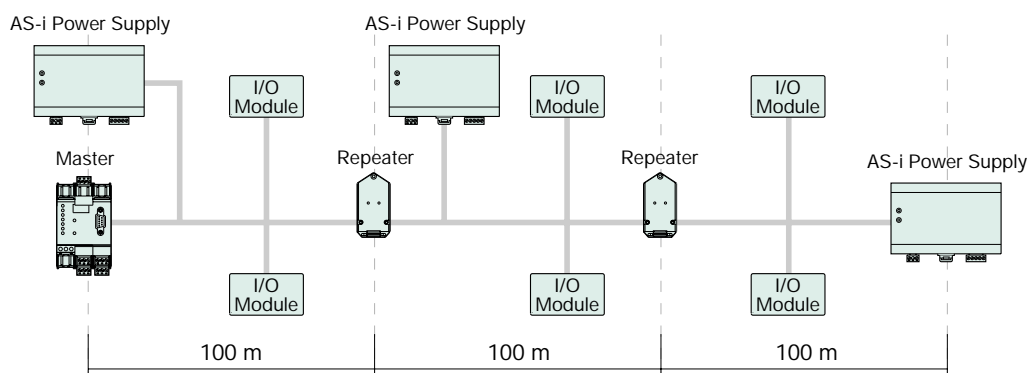 AS-i Power Supply
AS-i Power Supply
I/O
Module
I/O
Module
I/O
Module
Master
Repeater
Repeater
AS-i Power Supply
I/O
Module
I/O
Module
I/O
Module
100 m
100 m
100 m